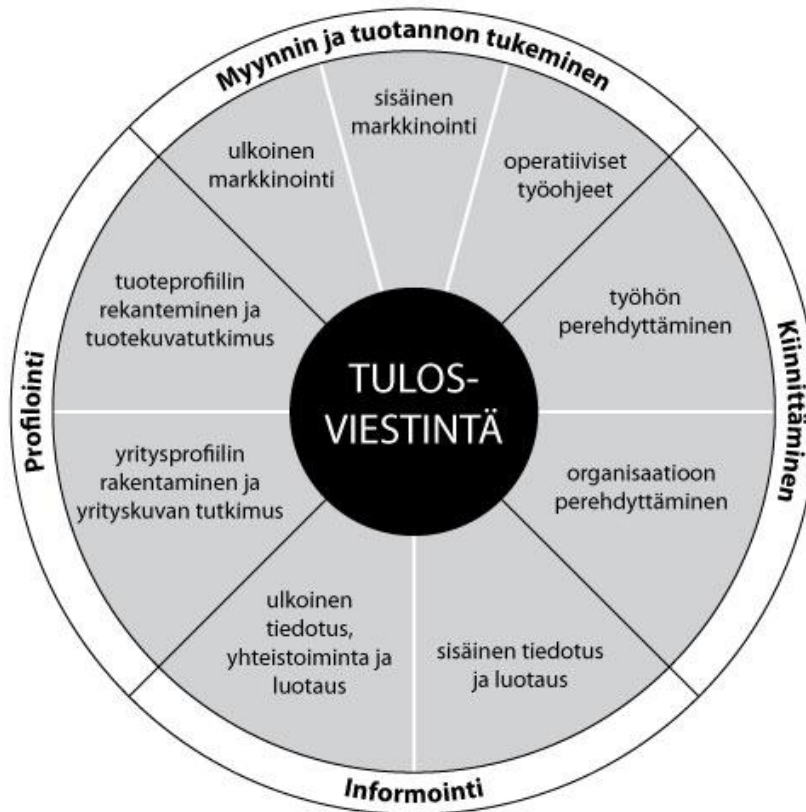 Myynnin ja tuotannon tukeminen
sisäinen
markkinointi
ulkoinen
markkinointi
operatiiviset
työohjeet
tuoteprofiilin
rekanteminen ja
tuotekuvatutkimus
työhön
perehdyttäminen
Profilointi
TULOS-
VIESTINTÄ
Kiinnittäminen
yritysprofiilin
rakentaminen ja
yrityskuvan tutkimus
organisaatioon
perehdyttäminen
ulkoinen
tiedotus,
yhteistoiminta ja
luotaus
sisäinen tiedotus
ja luotaus
Informointi